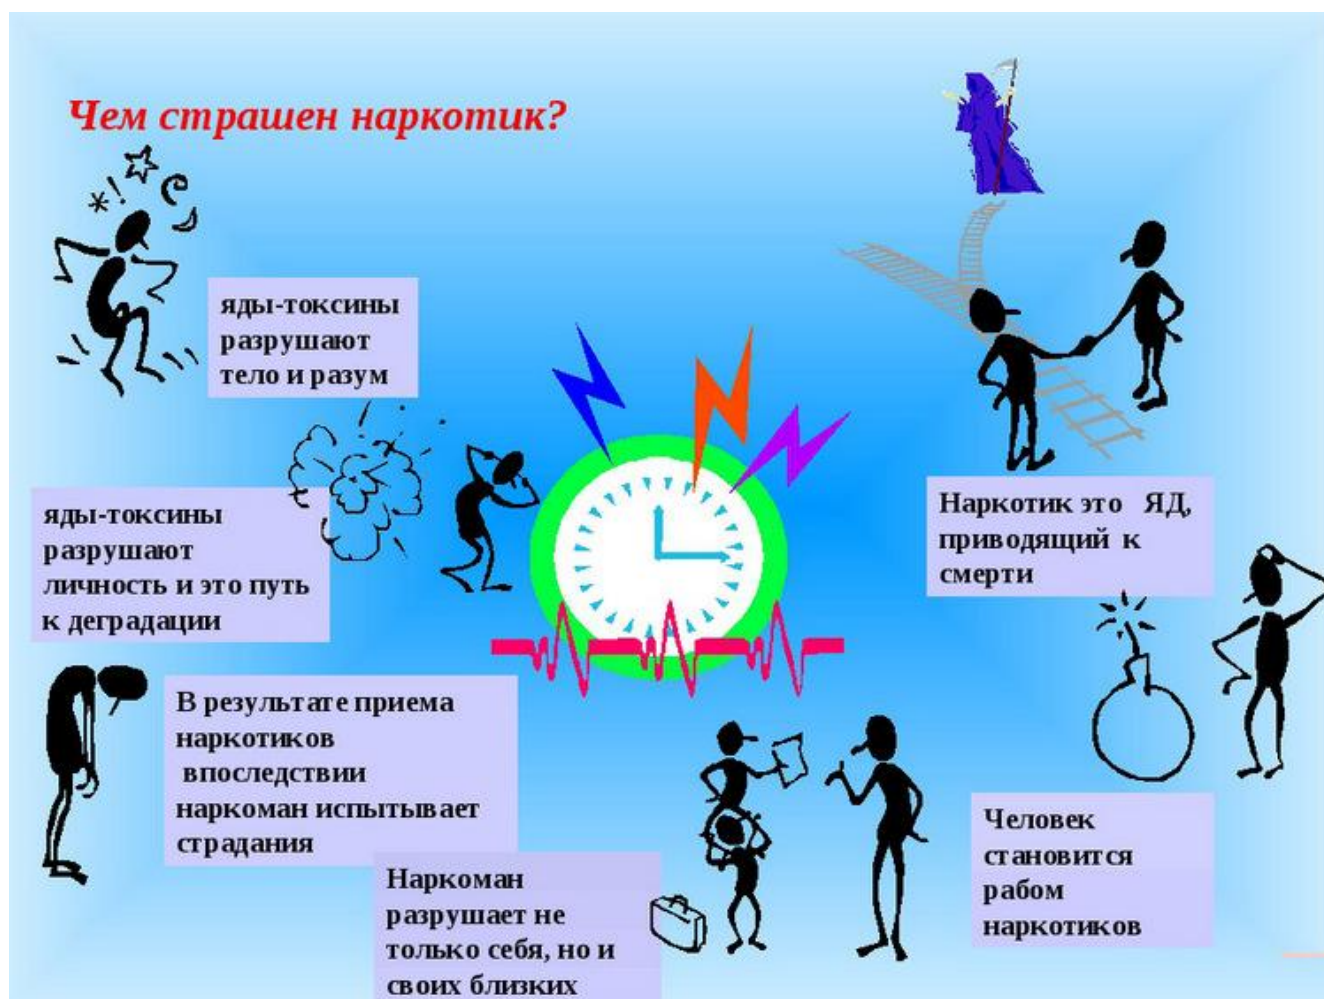 Чем страшен наркотик?
яды-токсины
разрушают
тело и разум
яды-токсины
разрушают
личность и это путь
к деградации
В результате приема
наркотиков
впоследствии
наркоман испытывает
страдания
Наркоман
разрушает не
только себя, но и
своих близких
Наркотик это ЯД,
приводящий к
смерти
Человек
становится
рабом
наркотиков